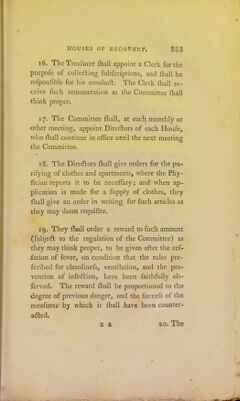 HOUSES OF RECOVERY. 333
16. The Treasurer ſhall appoint a Clerk for the
purpoſe of collecting ſubſcriptions, and ſhall be
reſponſible for his conduct. The Clerk ſhall re-
ceive ſuch remuneration as the Committee ſhall
think proper.
17. The Committee ſhall, at each monthly or
other meeting, appoint Directors of each Houſe,
who ſhall continue in office until the next meeting
the Committee.
18. The Directors ſhall give orders for the pu-
rifying of clothes and apartments, where the Phy-
ſician reports it to be neceſſary; and when ap-
plication is made for a ſupply of clothes, they
ſhall give an order in writing for ſuch articles as
they may deem requiſite.
19. They ſhall order a reward to ſuch amount
(ſubject to the regulation of the Committee) as
they may think proper, to be given after the ceſ-
ſation of fever, on condition that the rules pre-
ſcribed for cleanlineſs, ventilation, and the pre-
vention of infection, have been faithfully ob-
ſerved. The reward ſhall be proportioned to the
degree of previous danger, and the ſucceſs of the
meaſures by which it ſhall have been counter-
acted.
z 2 20. The